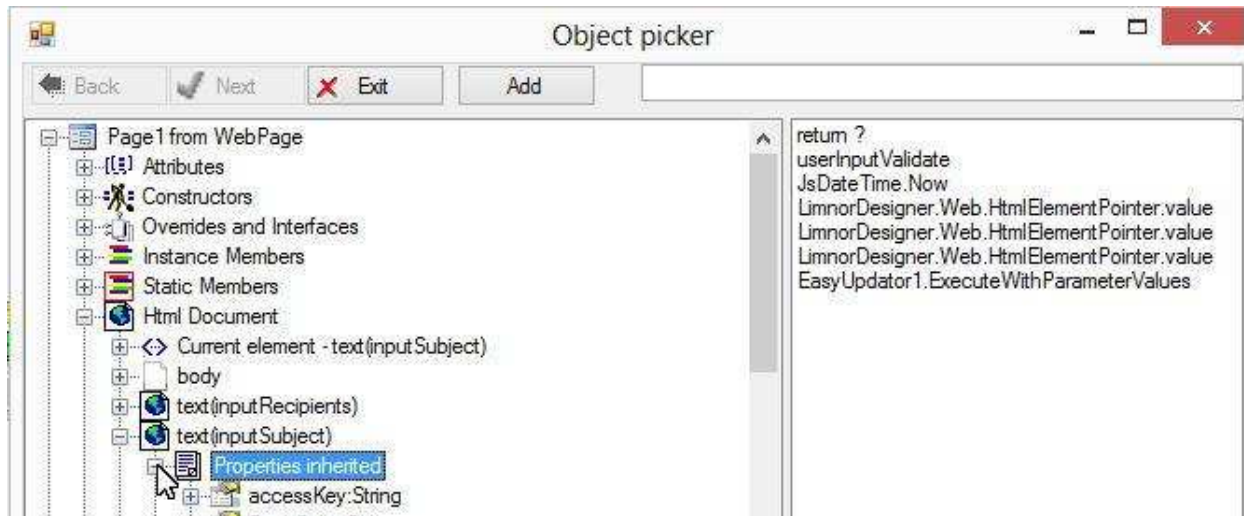 Object picker
Back Next Exit Add
Page1 from WebPage
Attributes
Constructors
Overrides and Interfaces
Instance Members
Static Members
Html Document
Current element - text(inputSubject)
body
text(inputRecipients)
text(inputSubject)
Properties inherited
accessKey:String
return ?
userInputValidate
JsDateTime.Now
LimnorDesigner.Web.HtmlElementPointer.value
LimnorDesigner.Web.HtmlElementPointer.value
LimnorDesigner.Web.HtmlElementPointer.value
EasyUpdator1.ExecuteWithParameterValues